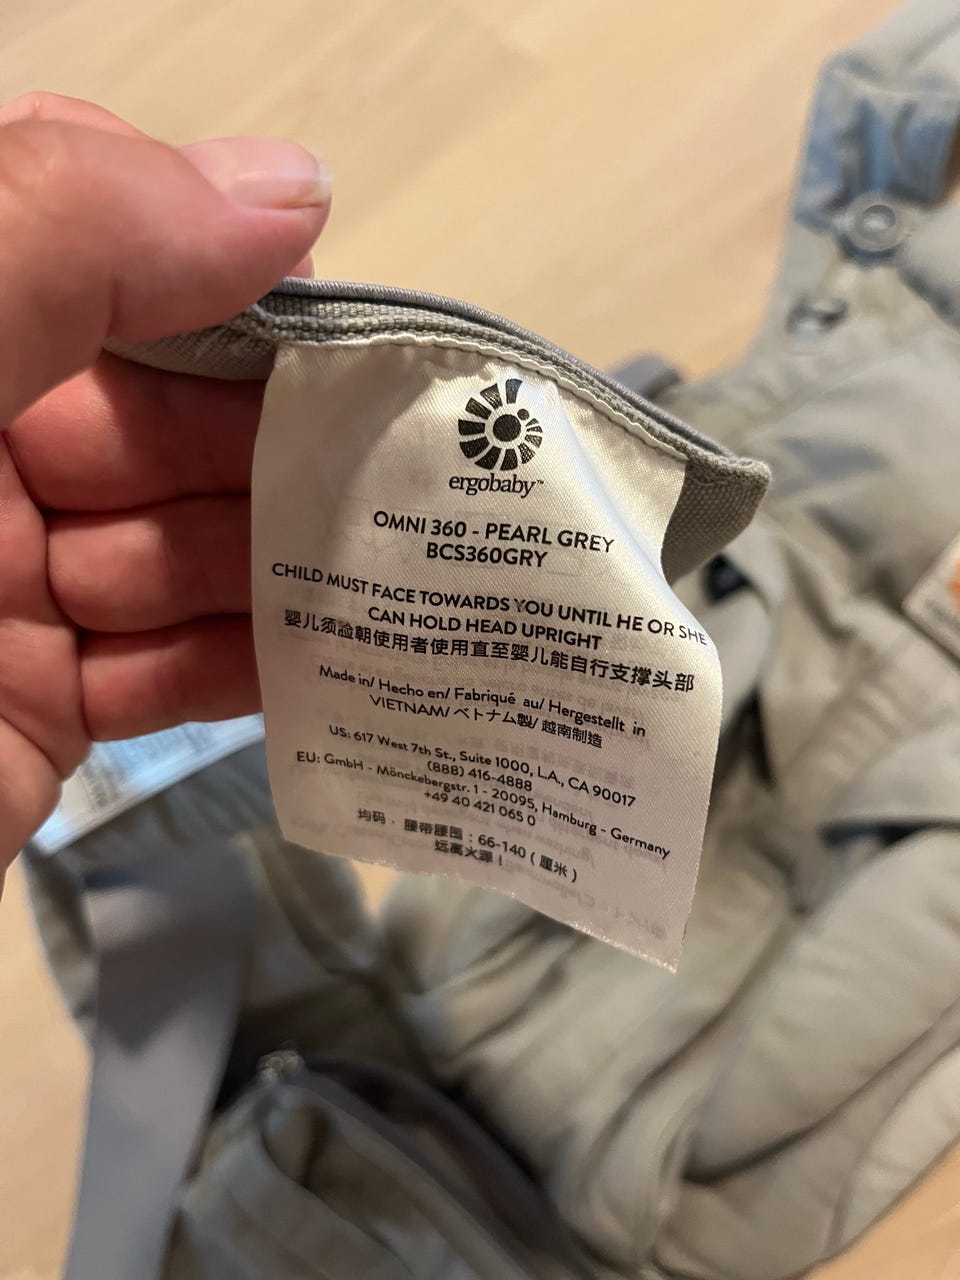 ergobaby™
OMNI 360 - PEARL GREY
BCS360GRY
CHILD MUST FACE TOWARDS YOU UNTIL HE OR SHE
CAN HOLD HEAD UPRIGHT
婴儿须脸朝使用者使用直至婴儿能自行支撑头部
Made in/ Hecho en/ Fabriqué au/ Hergestellt in
VIETNAM/ ベトナム製/ 越南制造
US: 617 West 7th St., Suite 1000, L.A., CA 90017
(888) 416-4888
EU: GmbH - Mönckebergstr. 1 - 20095, Hamburg - Germany
+49 40 421 065 0
均码 · 腰带腰围：66-140（厘米）
远离火源！